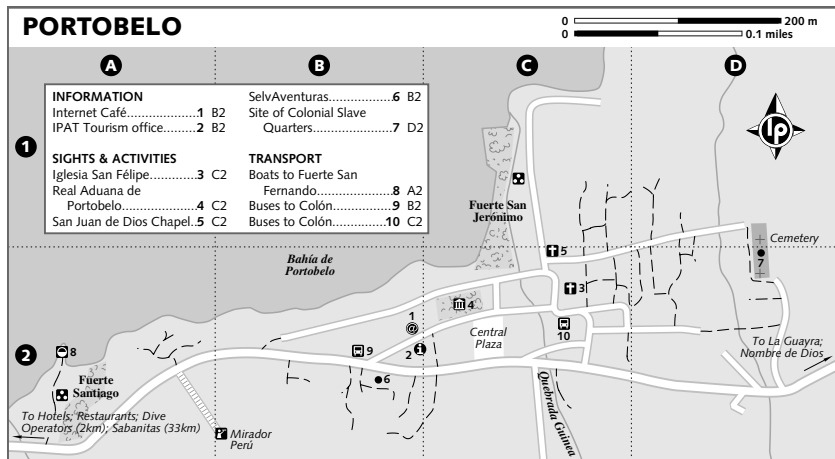 PORTOBELO
0 200 m
0 0.1 miles
A B C D
INFORMATION
Internet Café.....................1 B2
IPAT Tourism office......2 B2
SIGHTS & ACTIVITIES
Iglesia San Félipe..........3 C2
Real Aduana de
Portobelo...................4 C2
San Juan de Dios Chapel..5 C2
SelvAventuras.................6 B2
Site of Colonial Slave
Quarters....................7 D2
TRANSPORT
Boats to Fuerte San
Fernando....................8 A2
Buses to Colón...............9 B2
Buses to Colón.............10 C2
1
lp
Fuerte San
Jerónimo
Cemetery
Bahía de
Portobelo
5
7
3
4
1
@
Central
Plaza
10
2
8
9
2
i
6
Fuerte
Santiago
To La Guayra;
Nombre de Dios
Quebrada Guinea
To Hotels; Restaurants; Dive
Operators (2km); Sabanitas (33km)
Mirador
Perú